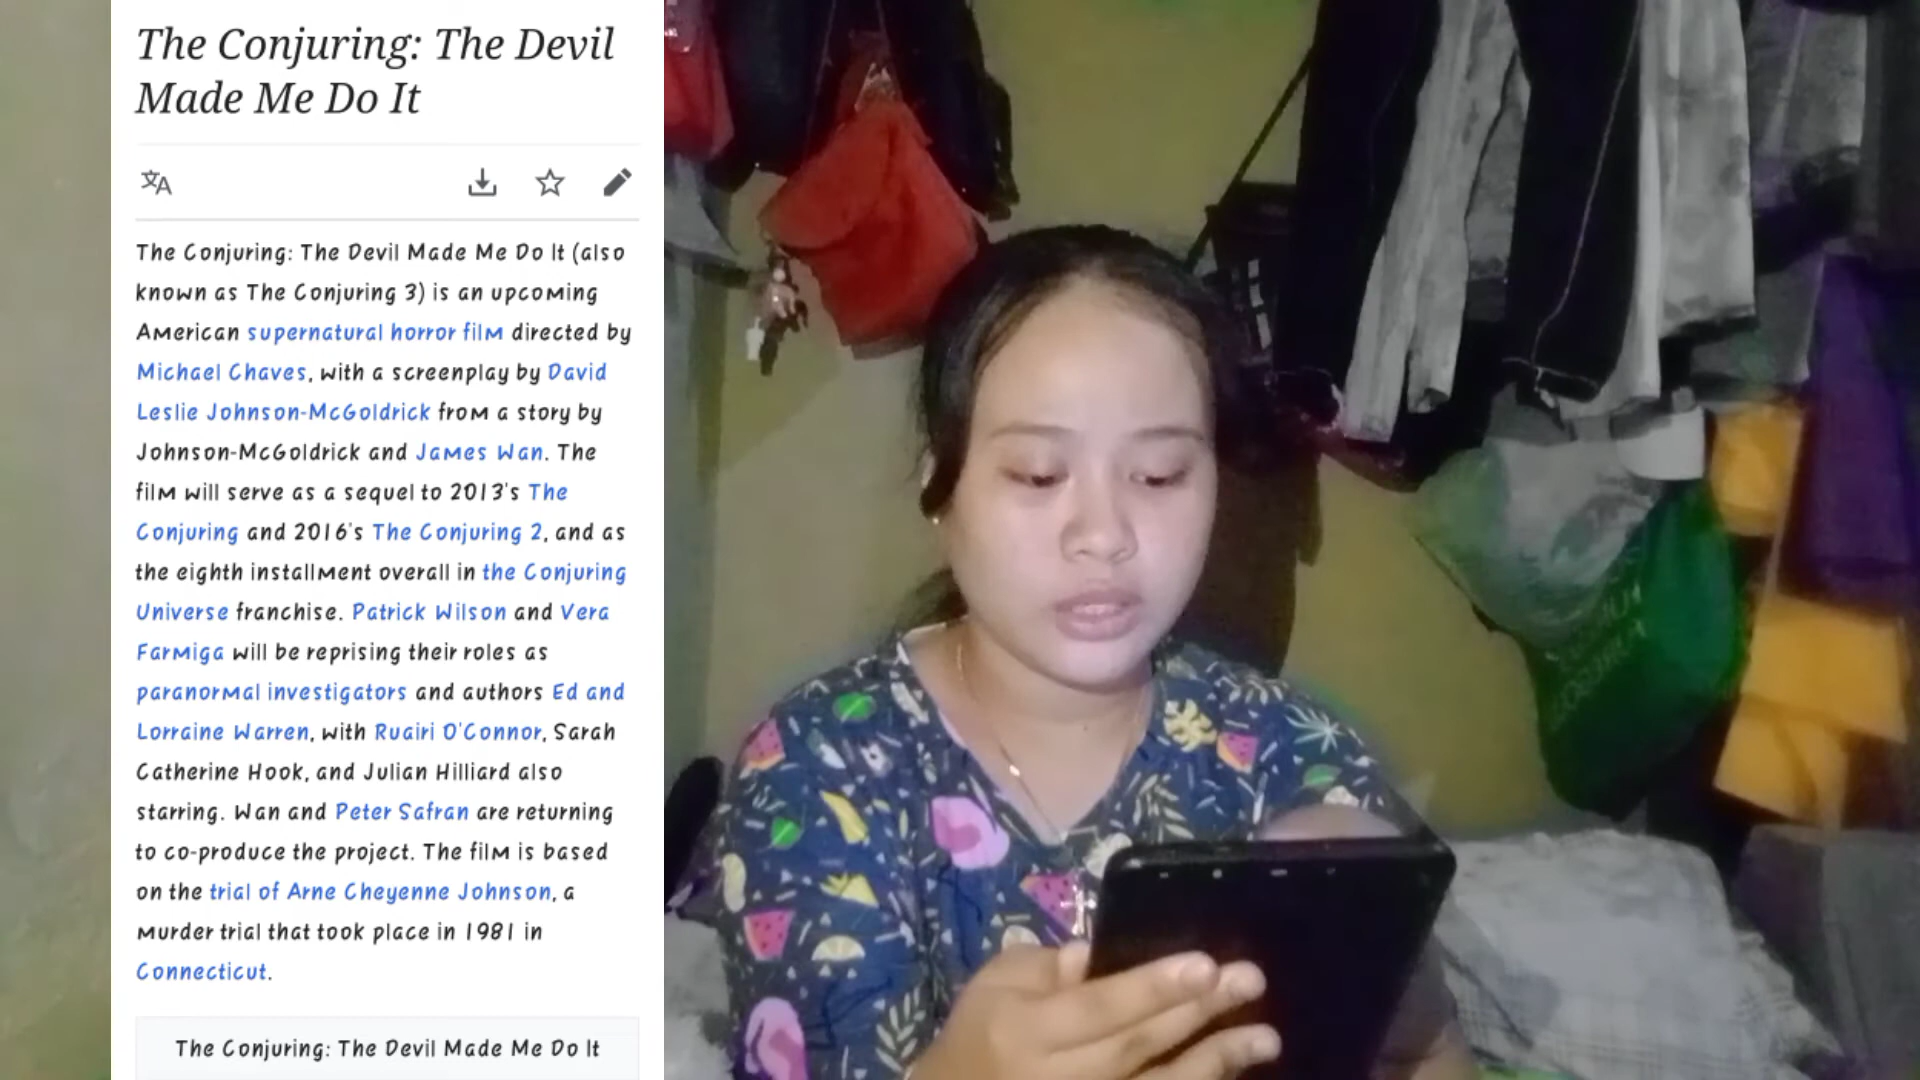 The Conjuring: The Devil
Made Me Do It
The Conjuring: The Devil Made Me Do It (also
known as The Conjuring 3) is an upcoming
American supernatural horror film directed by
Michael Chaves, with a screenplay by David
Leslie Johnson-McGoldrick from a story by
Johnson-McGoldrick and James Wan. The
film will serve as a sequel to 2013's The
Conjuring and 2016's The Conjuring 2, and as
the eighth installment overall in the Conjuring
Universe franchise. Patrick Wilson and Vera
Farmiga will be reprising their roles as
paranormal investigators and authors Ed and
Lorraine Warren, with Ruairi O'Connor, Sarah
Catherine Hook, and Julian Hilliard also
starring. Wan and Peter Safran are returning
to co-produce the project. The film is based
on the trial of Arne Cheyenne Johnson, a
murder trial that took place in 1981 in
Connecticut.
The Conjuring: The Devil Made Me Do It